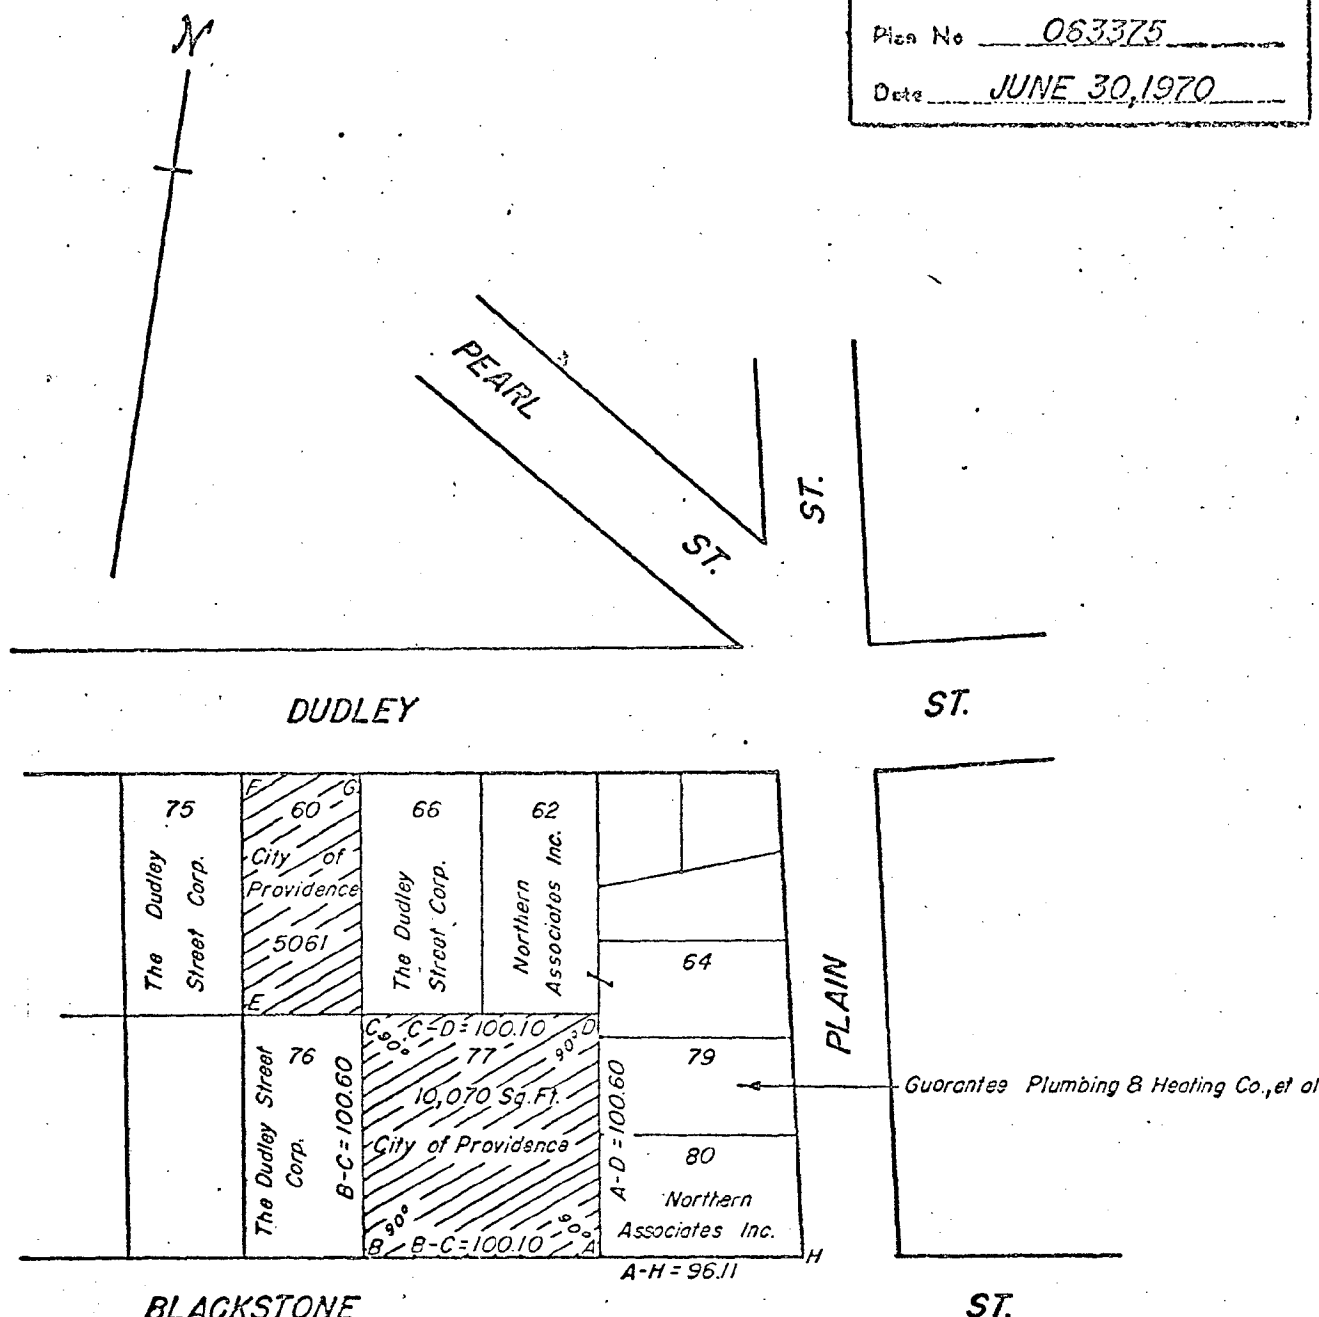 N
Plan No 063375
Date JUNE 30, 1970
PEARL ST.
ST.
DUDLEY ST.
75
The Dudley
Street Corp.
F G
60
City of
Providence
5061
E
66
The Dudley
Street Corp.
62
Northern
Associates Inc.
64
PLAIN
76
The Dudley Street
Corp.
B-C=100.60
C C-D=100.10 D
90° 90°
77
10,070 Sq.Ft.
City of Providence
90° 90°
B B-C=100.10 A
A-D=100.60
79
Guarantee Plumbing & Heating Co., et al
80
Northern
Associates Inc.
H
A-H=96.11
BLACKSTONE ST.